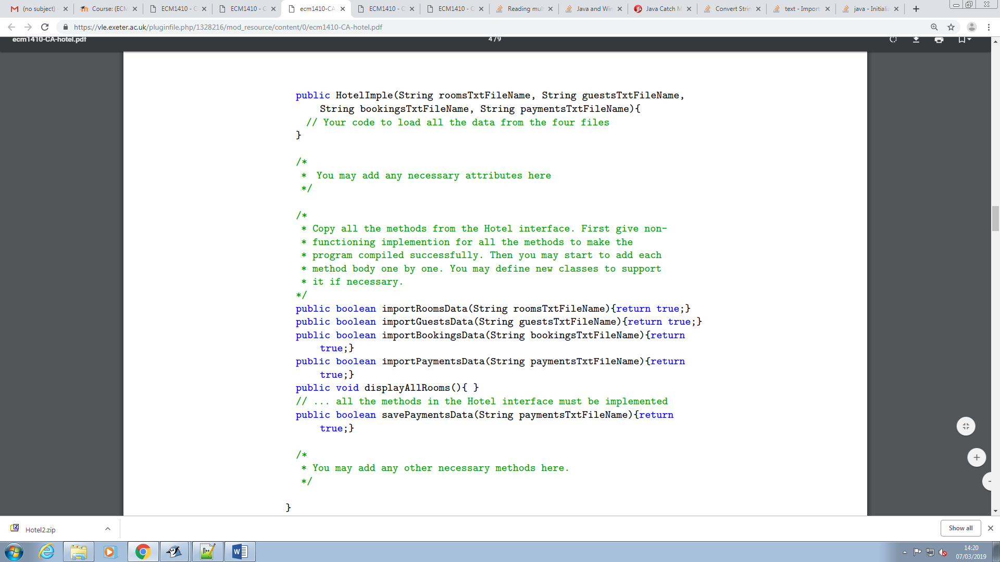 (no subject)
Course: (ECM
ECM1410 - C
ECM1410 - C
ecm1410-CA
ECM1410 - C
ECM1410 - C
Reading mul
Java and Win
Java Catch M
Convert Strin
text - Import
java - Initializ
https://vle.exeter.ac.uk/pluginfile.php/1328216/mod_resource/content/0/ecm1410-CA-hotel.pdf
ecm1410-CA-hotel.pdf
4 / 9
public HotelImple(String roomsTxtFileName, String guestsTxtFileName,
String bookingsTxtFileName, String paymentsTxtFileName){
// Your code to load all the data from the four files
}
/*
* You may add any necessary attributes here
*/
/*
* Copy all the methods from the Hotel interface. First give non-
* functioning implemention for all the methods to make the
* program compiled successfully. Then you may start to add each
* method body one by one. You may define new classes to support
* it if necessary.
*/
public boolean importRoomsData(String roomsTxtFileName){return true;}
public boolean importGuestsData(String guestsTxtFileName){return true;}
public boolean importBookingsData(String bookingsTxtFileName){return
true;}
public boolean importPaymentsData(String paymentsTxtFileName){return
true;}
public void displayAllRooms(){ }
// ... all the methods in the Hotel interface must be implemented
public boolean savePaymentsData(String paymentsTxtFileName){return
true;}
/*
* You may add any other necessary methods here.
*/
}
Hotel2.zip
Show all
14:20
07/03/2019